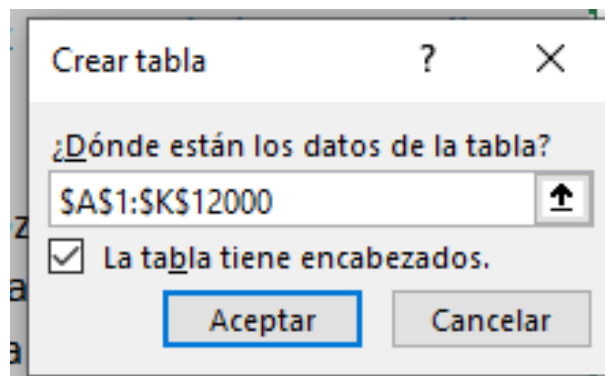 Crear tabla ?
¿Dónde están los datos de la tabla?
$A$1:$K$12000
La tabla tiene encabezados.
Aceptar Cancelar